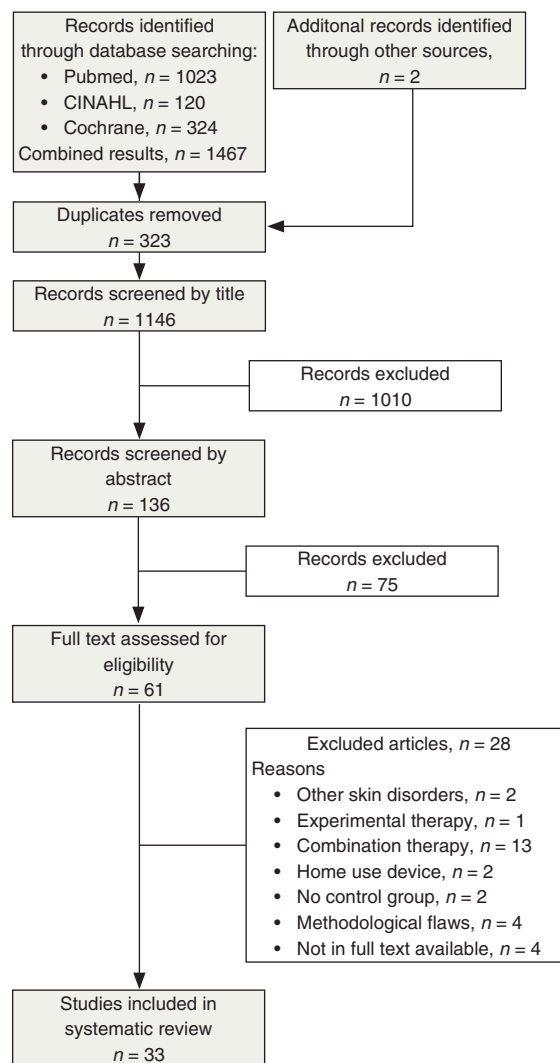 Records identified
through database searching:
• Pubmed, n = 1023
• CINAHL, n = 120
• Cochrane, n = 324
Combined results, n = 1467
Additonal records identified
through other sources,
n = 2
Duplicates removed
n = 323
Records screened by title
n = 1146
Records excluded
n = 1010
Records screened by
abstract
n = 136
Records excluded
n = 75
Full text assessed for
eligibility
n = 61
Excluded articles, n = 28
Reasons
• Other skin disorders, n = 2
• Experimental therapy, n = 1
• Combination therapy, n = 13
• Home use device, n = 2
• No control group, n = 2
• Methodological flaws, n = 4
• Not in full text available, n = 4
Studies included in
systematic review
n = 33